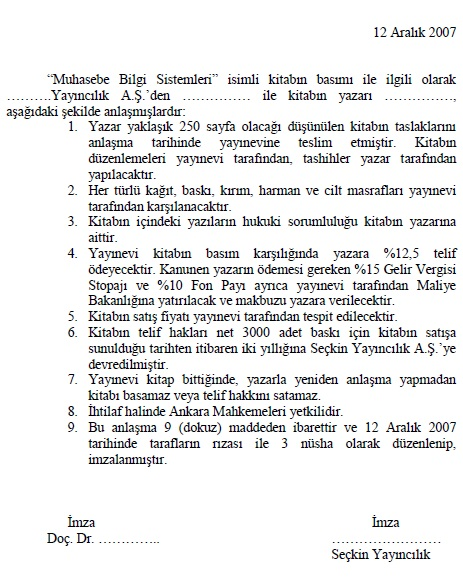 12 Aralık 2007
“Muhasebe Bilgi Sistemleri” isimli kitabın basımı ile ilgili olarak
……….Yayıncılık A.Ş.’den …………… ile kitabın yazarı ……………,
aşağıdaki şekilde anlaşmışlardır:
1. Yazar yaklaşık 250 sayfa olacağı düşünülen kitabın taslaklarını
anlaşma tarihinde yayınevine teslim etmiştir. Kitabın
düzenlemeleri yayınevi tarafından, tashihler yazar tarafından
yapılacaktır.
2. Her türlü kağıt, baskı, kırım, harman ve cilt masrafları yayınevi
tarafından karşılanacaktır.
3. Kitabın içindeki yazıların hukuki sorumluluğu kitabın yazarına
aittir.
4. Yayınevi kitabın basım karşılığında yazara %12,5 telif
ödeyecektir. Kanunen yazarın ödemesi gereken %15 Gelir Vergisi
Stopajı ve %10 Fon Payı ayrıca yayınevi tarafından Maliye
Bakanlığına yatırılacak ve makbuzu yazara verilecektir.
5. Kitabın satış fiyatı yayınevi tarafından tespit edilecektir.
6. Kitabın telif hakları net 3000 adet baskı için kitabın satışa
sunulduğu tarihten itibaren iki yıllığına Seçkin Yayıncılık A.Ş.’ye
devredilmiştir.
7. Yayınevi kitap bittiğinde, yazarla yeniden anlaşma yapmadan
kitabı basamaz veya telif hakkını satamaz.
8. İhtilaf halinde Ankara Mahkemeleri yetkilidir.
9. Bu anlaşma 9 (dokuz) maddeden ibarettir ve 12 Aralık 2007
tarihinde tarafların rızası ile 3 nüsha olarak düzenlenip,
imzalanmıştır.
İmza İmza
Doç. Dr. ………….. ……………………
Seçkin Yayıncılık